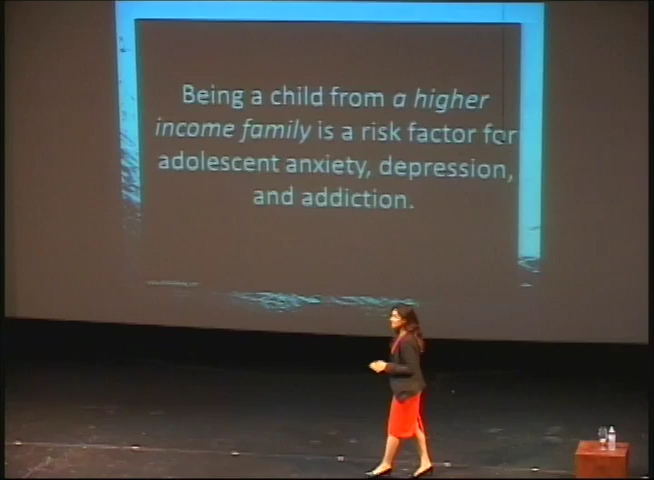 Being a child from a higher
income family is a risk factor for
adolescent anxiety, depression,
and addiction.